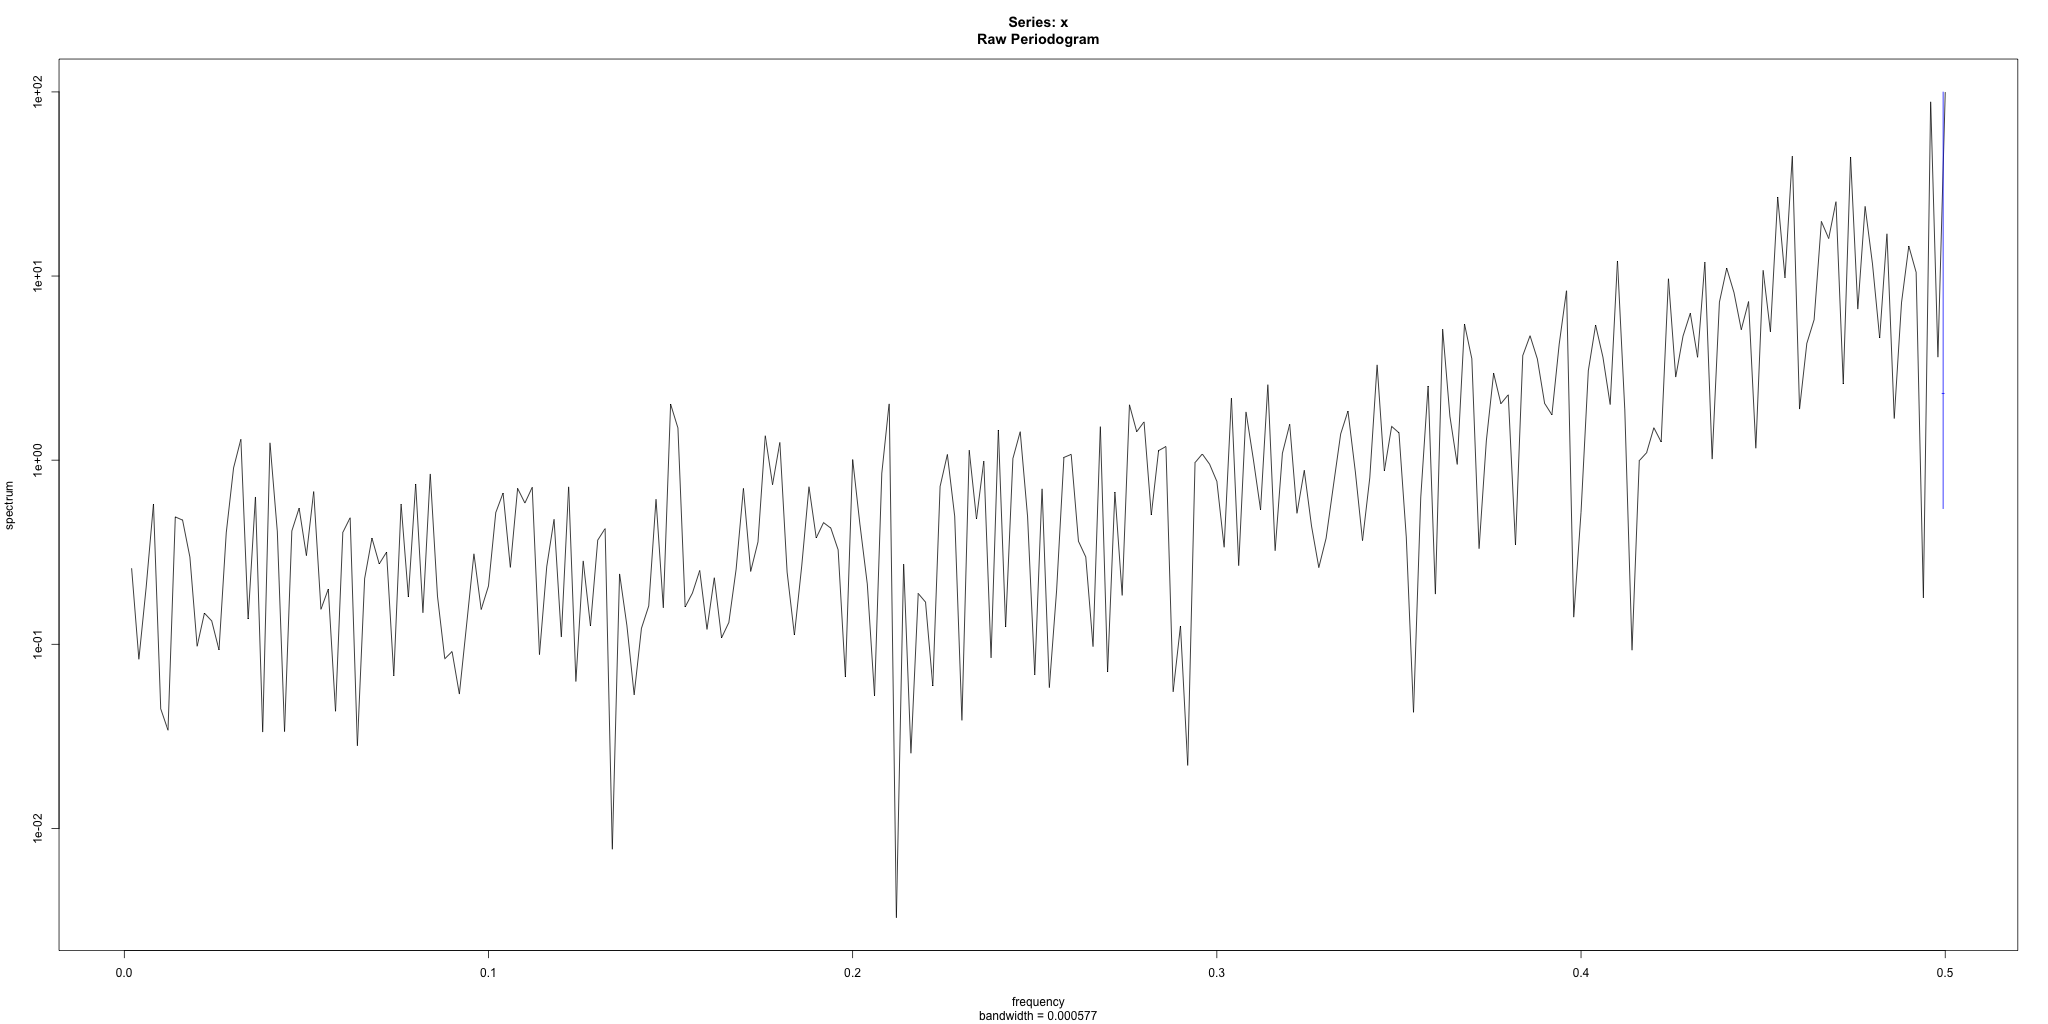 Series: x
Raw Periodogram
1e+02
1e+01
1e+00
1e-01
1e-02
spectrum
0.0 0.1 0.2 0.3 0.4 0.5
frequency
bandwidth = 0.000577